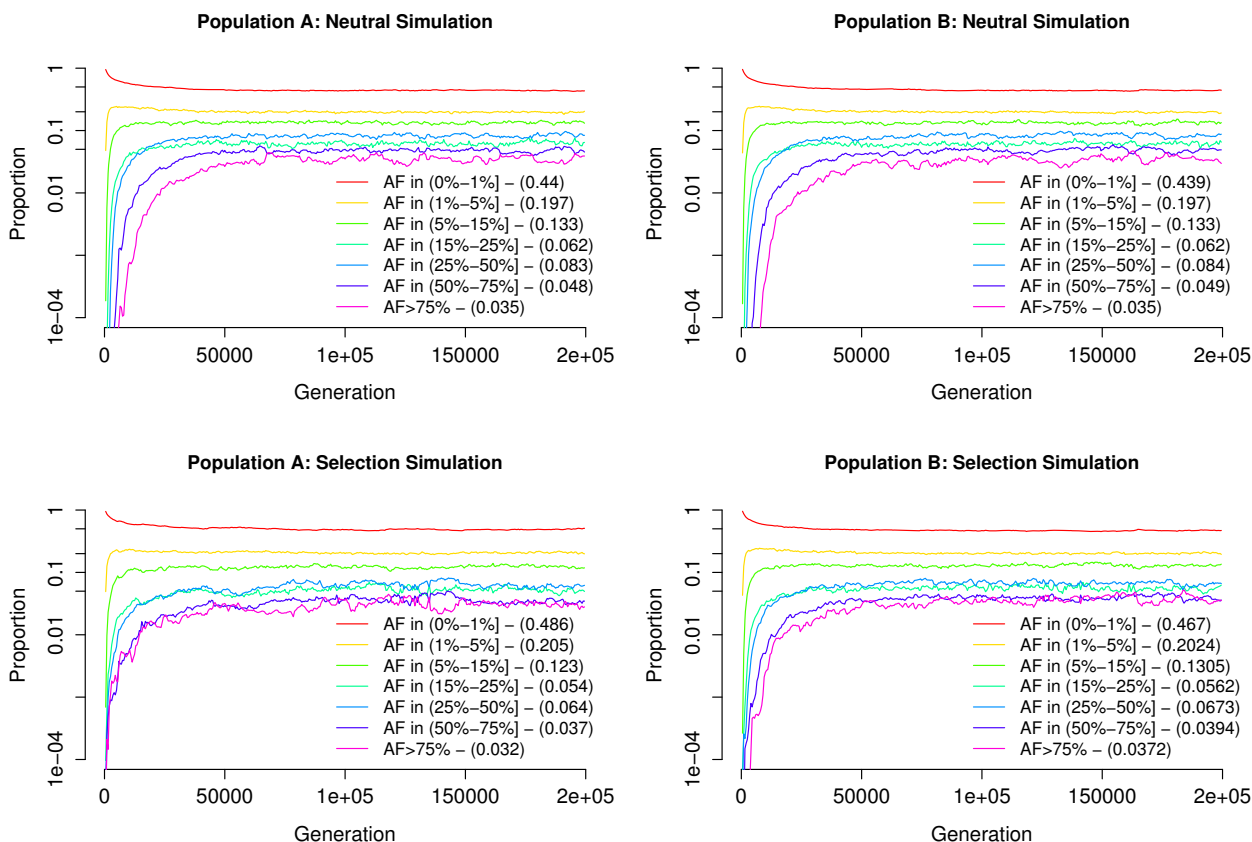 Population A: Neutral Simulation
Proportion
1
0.1
0.01
1e−04
AF in (0%−1%] − (0.44)
AF in (1%−5%] − (0.197)
AF in (5%−15%] − (0.133)
AF in (15%−25%] − (0.062)
AF in (25%−50%] − (0.083)
AF in (50%−75%] − (0.048)
AF>75% − (0.035)
0 50000 1e+05 150000 2e+05
Generation
Population B: Neutral Simulation
Proportion
1
0.1
0.01
1e−04
AF in (0%−1%] − (0.439)
AF in (1%−5%] − (0.197)
AF in (5%−15%] − (0.133)
AF in (15%−25%] − (0.062)
AF in (25%−50%] − (0.084)
AF in (50%−75%] − (0.049)
AF>75% − (0.035)
0 50000 1e+05 150000 2e+05
Generation
Population A: Selection Simulation
Proportion
1
0.1
0.01
1e−04
AF in (0%−1%] − (0.486)
AF in (1%−5%] − (0.205)
AF in (5%−15%] − (0.123)
AF in (15%−25%] − (0.054)
AF in (25%−50%] − (0.064)
AF in (50%−75%] − (0.037)
AF>75% − (0.032)
0 50000 1e+05 150000 2e+05
Generation
Population B: Selection Simulation
Proportion
1
0.1
0.01
1e−04
AF in (0%−1%] − (0.467)
AF in (1%−5%] − (0.2024)
AF in (5%−15%] − (0.1305)
AF in (15%−25%] − (0.0562)
AF in (25%−50%] − (0.0673)
AF in (50%−75%] − (0.0394)
AF>75% − (0.0372)
0 50000 1e+05 150000 2e+05
Generation